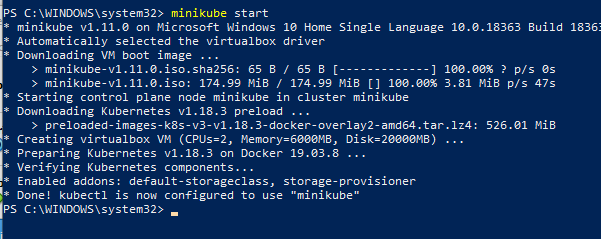 PS C:\WINDOWS\system32> minikube start
* minikube v1.11.0 on Microsoft Windows 10 Home Single Language 10.0.18363 Build 18363
* Automatically selected the virtualbox driver
* Downloading VM boot image ...
> minikube-v1.11.0.iso.sha256: 65 B / 65 B [-------------] 100.00% ? p/s 0s
> minikube-v1.11.0.iso: 174.99 MiB / 174.99 MiB [] 100.00% 3.81 MiB p/s 47s
* Starting control plane node minikube in cluster minikube
* Downloading Kubernetes v1.18.3 preload ...
> preloaded-images-k8s-v3-v1.18.3-docker-overlay2-amd64.tar.lz4: 526.01 MiB
* Creating virtualbox VM (CPUs=2, Memory=6000MB, Disk=20000MB) ...
* Preparing Kubernetes v1.18.3 on Docker 19.03.8 ...
* Verifying Kubernetes components...
* Enabled addons: default-storageclass, storage-provisioner
* Done! kubectl is now configured to use "minikube"
PS C:\WINDOWS\system32>